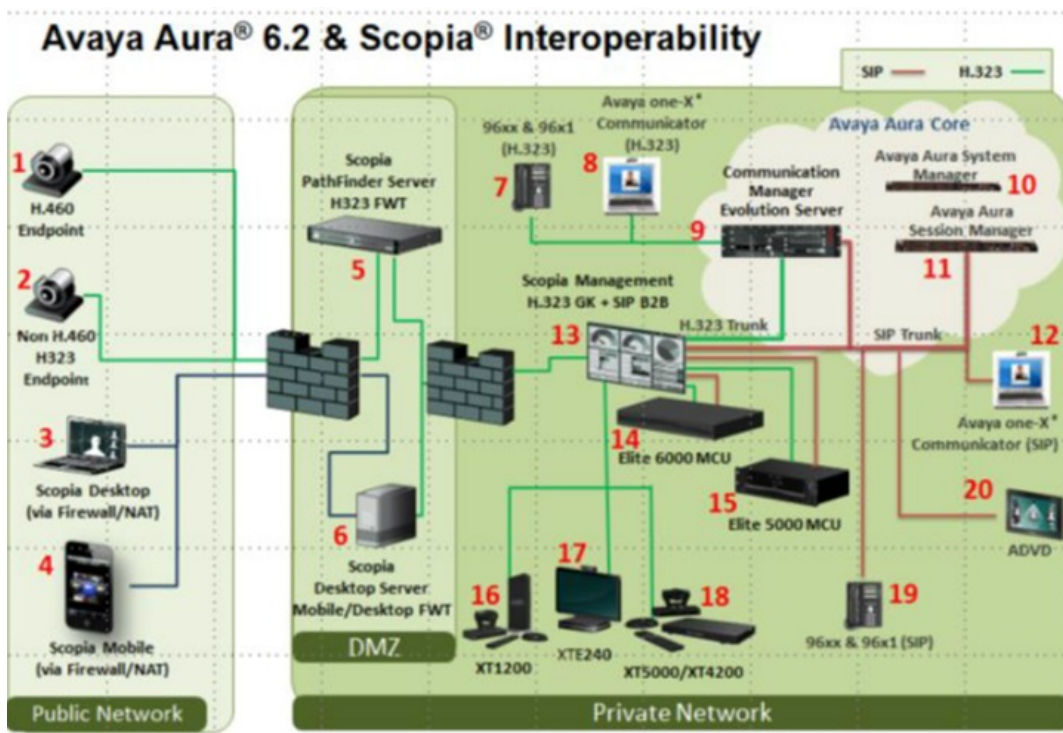 Avaya Aura® 6.2 & Scopia® Interoperability
SIP
H.323
1
H.460
Endpoint
2
Non H.460
H323
Endpoint
3
Scopia Desktop
(via Firewall/NAT)
4
Scopia Mobile
(via Firewall/NAT)
Public Network
Scopia
PathFinder Server
H323 FWT
5
6
Scopia
Desktop Server
Mobile/Desktop FWT
DMZ
96xx & 96x1
(H.323)
7
Avaya one-X*
Communicator
(H.323)
8
Avaya Aura Core
Communication
Manager
Evolution Server
9
Avaya Aura System
Manager
10
Avaya Aura
Session Manager
11
Scopia Management
H.323 GK + SIP B2B
13
H.323 Trunk
SIP Trunk
12
Avaya one-X*
Communicator (SIP)
14
Elite 6000 MCU
15
Elite 5000 MCU
20
ADVD
16
XT1200
17
XTE240
18
XT5000/XT4200
19
96xx & 96x1 (SIP)
Private Network